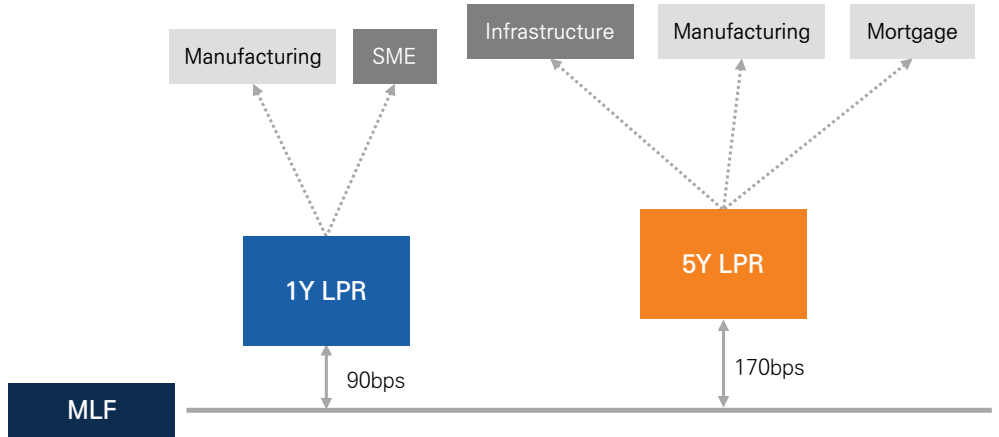 Infrastructure
Manufacturing
Mortgage
Manufacturing
SME
5Y LPR
1Y LPR
170bps
90bps
MLF